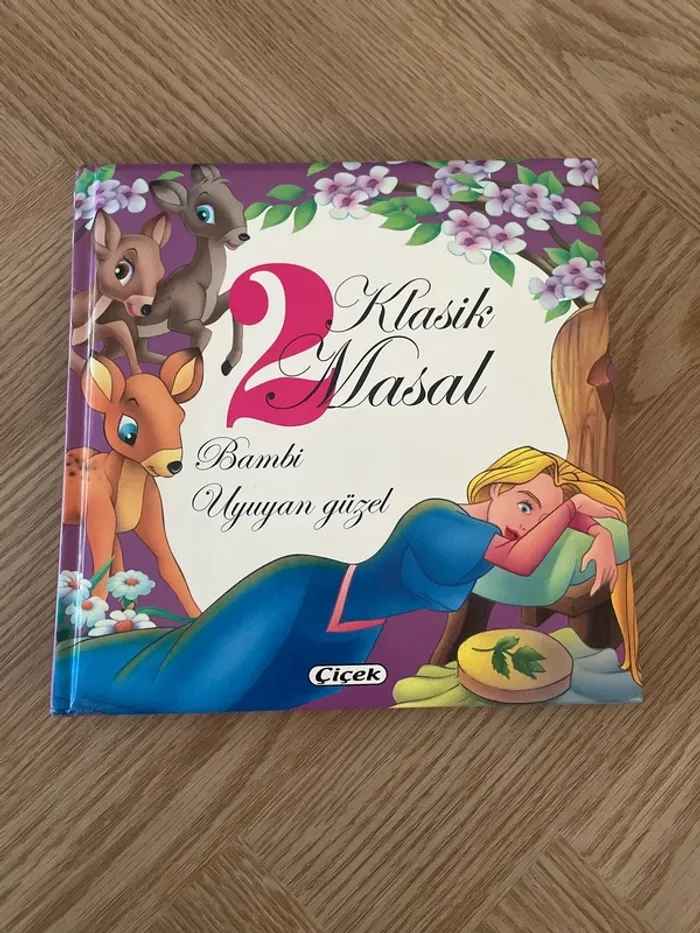 2 Klasik
Masal
Bambi
Uyuyan güzel
Çiçek